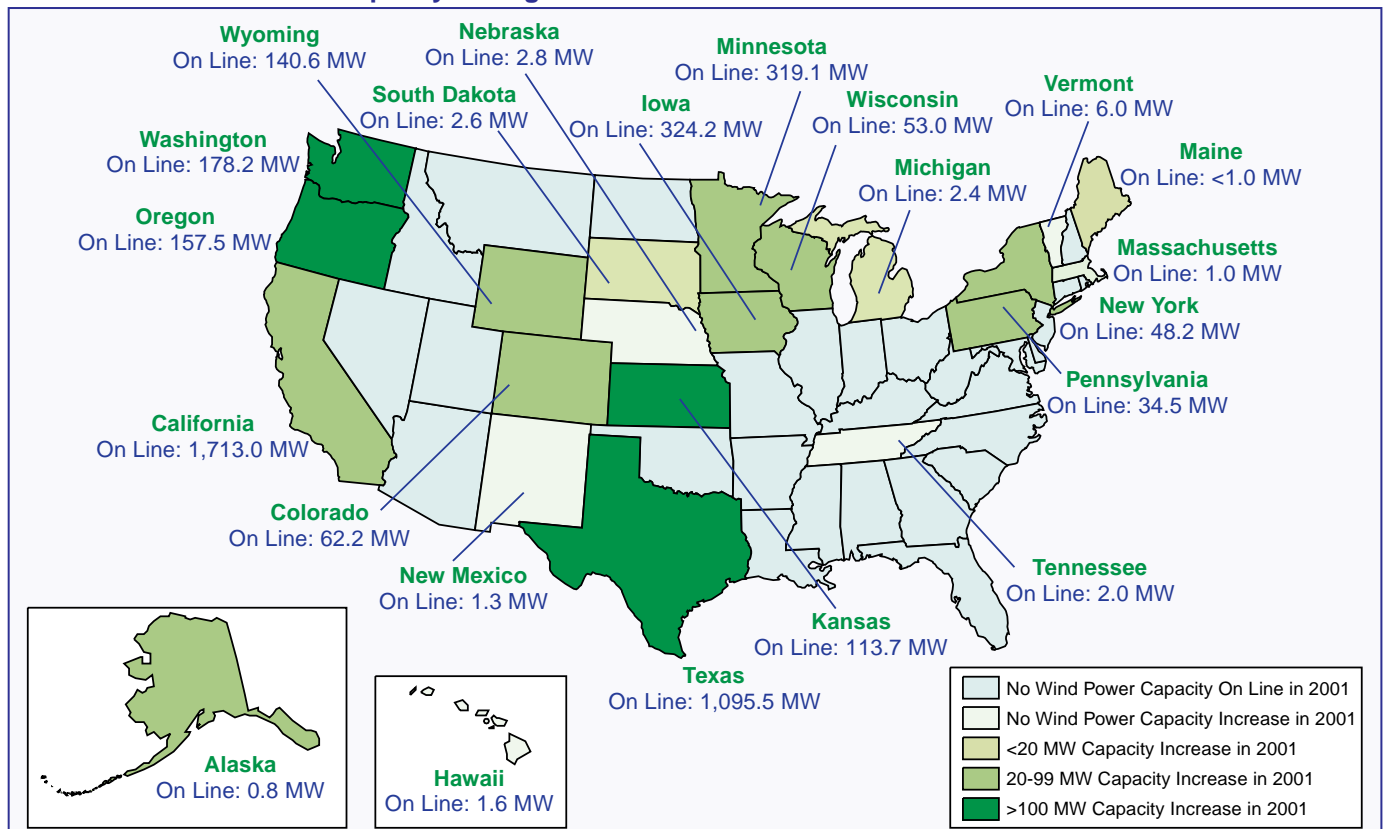 Wyoming
On Line: 140.6 MW
Nebraska
On Line: 2.8 MW
Minnesota
On Line: 319.1 MW
South Dakota
On Line: 2.6 MW
Iowa
On Line: 324.2 MW
Wisconsin
On Line: 53.0 MW
Vermont
On Line: 6.0 MW
Washington
On Line: 178.2 MW
Michigan
On Line: 2.4 MW
Maine
On Line: <1.0 MW
Oregon
On Line: 157.5 MW
Massachusetts
On Line: 1.0 MW
New York
On Line: 48.2 MW
Pennsylvania
On Line: 34.5 MW
California
On Line: 1,713.0 MW
Colorado
On Line: 62.2 MW
New Mexico
On Line: 1.3 MW
Tennessee
On Line: 2.0 MW
Kansas
On Line: 113.7 MW
Texas
On Line: 1,095.5 MW
Alaska
On Line: 0.8 MW
Hawaii
On Line: 1.6 MW
No Wind Power Capacity On Line in 2001
No Wind Power Capacity Increase in 2001
<20 MW Capacity Increase in 2001
20-99 MW Capacity Increase in 2001
>100 MW Capacity Increase in 2001